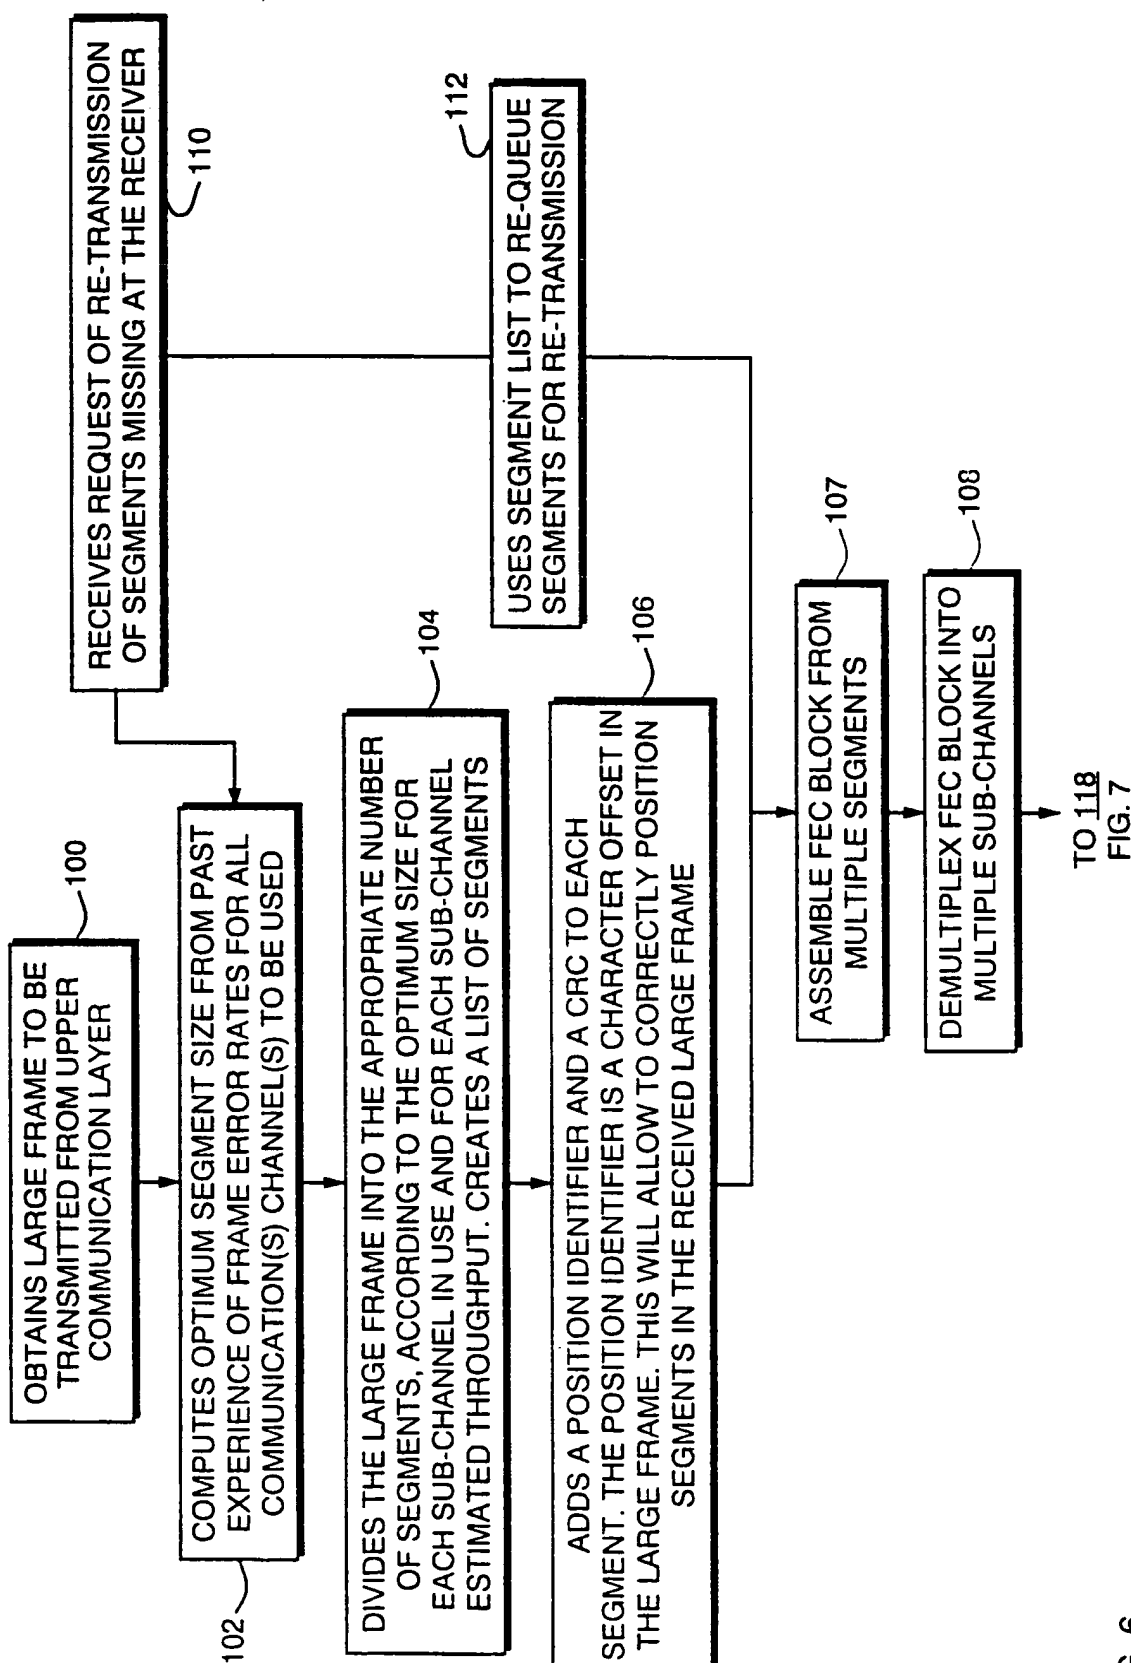 OBTAINS LARGE FRAME TO BE
TRANSMITTED FROM UPPER
COMMUNICATION LAYER
100
COMPUTES OPTIMUM SEGMENT SIZE FROM PAST
EXPERIENCE OF FRAME ERROR RATES FOR ALL
COMMUNICATION(S) CHANNEL(S) TO BE USED
102
DIVIDES THE LARGE FRAME INTO THE APPROPRIATE NUMBER
OF SEGMENTS, ACCORDING TO THE OPTIMUM SIZE FOR
EACH SUB-CHANNEL IN USE AND FOR EACH SUB-CHANNEL
ESTIMATED THROUGHPUT. CREATES A LIST OF SEGMENTS
104
ADDS A POSITION IDENTIFIER AND A CRC TO EACH
SEGMENT. THE POSITION IDENTIFIER IS A CHARACTER OFFSET IN
THE LARGE FRAME. THIS WILL ALLOW TO CORRECTLY POSITION
SEGMENTS IN THE RECEIVED LARGE FRAME
106
RECEIVES REQUEST OF RE-TRANSMISSION
OF SEGMENTS MISSING AT THE RECEIVER
110
USES SEGMENT LIST TO RE-QUEUE
SEGMENTS FOR RE-TRANSMISSION
112
ASSEMBLE FEC BLOCK FROM
MULTIPLE SEGMENTS
107
DEMULTIPLEX FEC BLOCK INTO
MULTIPLE SUB-CHANNELS
108
TO 118
FIG. 7